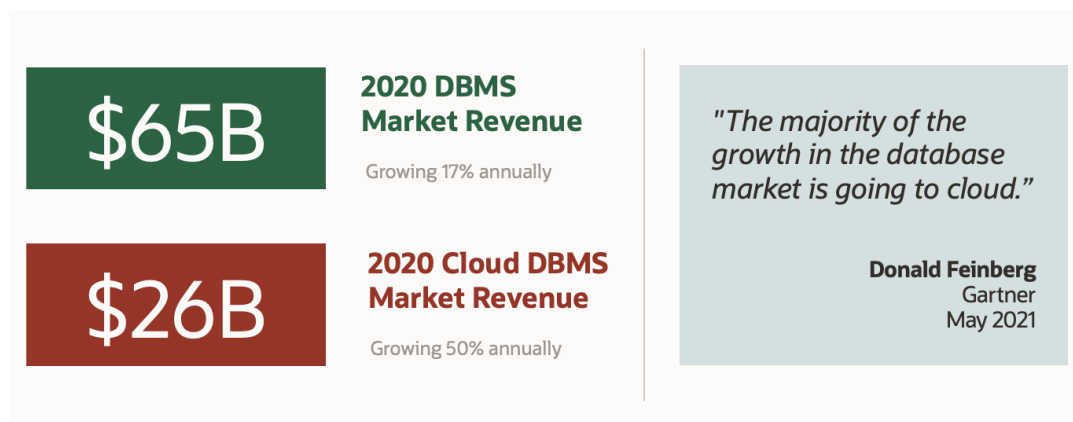 $65B
2020 DBMS
Market Revenue
Growing 17% annually
$26B
2020 Cloud DBMS
Market Revenue
Growing 50% annually
"The majority of the
growth in the database
market is going to cloud.”
Donald Feinberg
Gartner
May 2021